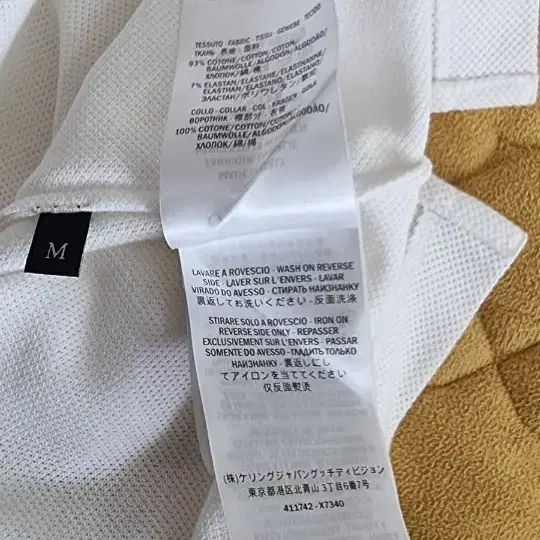 TESSUTO - FABRIC - TISSU - GEWEBE - TECIDO
ТКАНЬ - 表地 - 面料
93% COTONE/COTTON/COTON/
BAUMWOLLE/ALGODÓN/ALGODÃO/
ХЛОПОК/綿/棉
7% ELASTAN/ELASTANE/ELASTHANNE/
ELASTHAN/ELASTANO/ELASTANO/
ЭЛАСТАН/ポリウレタン/氨纶
COLLO - COLLAR - COL - KRAGEN - GOLA
ВОРОТНИК - 襟部分 - 衣领
100% COTONE/COTTON/COTON/
BAUMWOLLE/ALGODÓN/ALGODÃO/
ХЛОПОК/綿/棉
M
LAVARE A ROVESCIO - WASH ON REVERSE
SIDE - LAVER SUR L'ENVERS - LAVAR
VIRADO DO AVESSO - СТИРАТЬ НАИЗНАНКУ
裏返してお洗いください - 反面洗涤
STIRARE SOLO A ROVESCIO - IRON ON
REVERSE SIDE ONLY - REPASSER
EXCLUSIVEMENT SUR L'ENVERS - PASSAR
SOMENTE DO AVESSO - ГЛАДИТЬ ТОЛЬКО
НАИЗНАНКУ - 裏返しにし
てアイロンを当ててください
仅反面熨烫
(株)ケリングジャパングッチディビジョン
東京都港区北青山3丁目6番7号
411742 - X7340